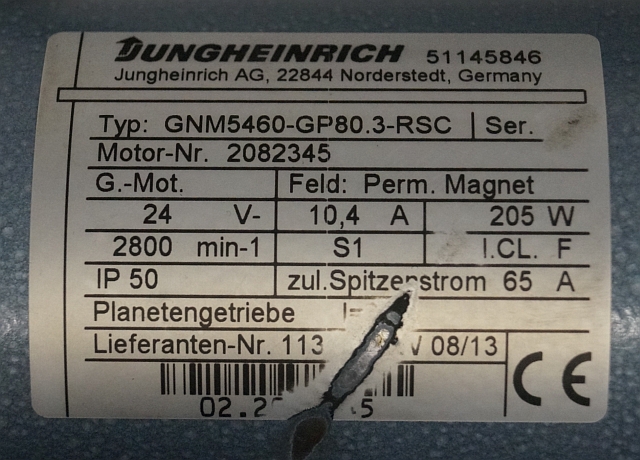 JUNGHEINRICH 51145846
Jungheinrich AG, 22844 Norderstedt, Germany
Typ: GNM5460-GP80.3-RSC Ser.
Motor-Nr. 2082345
G.-Mot. Feld: Perm. Magnet
24 V- 10,4 A 205 W
2800 min-1 S1 I.CL. F
IP 50 zul.Spitzenstrom 65 A
Planetengetriebe
Lieferanten-Nr. 113 08/13
CE